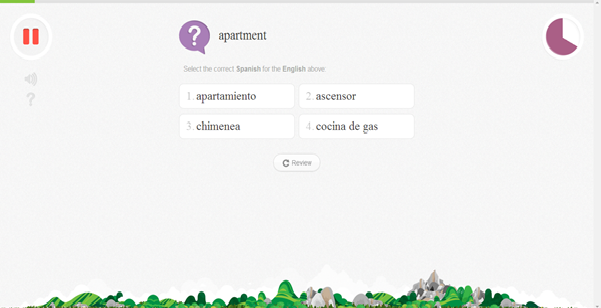 apartment
Select the correct Spanish for the English above.
1. apartamiento
2. ascensor
3. chimenea
4. cocina de gas
Review